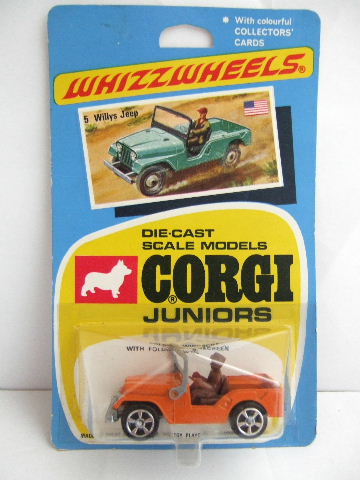 • With colourful
COLLECTORS'
CARDS
WHIZZWHEELS®
5 Willys Jeep
DIE-CAST
SCALE MODELS
CORGI®
JUNIORS
WITH